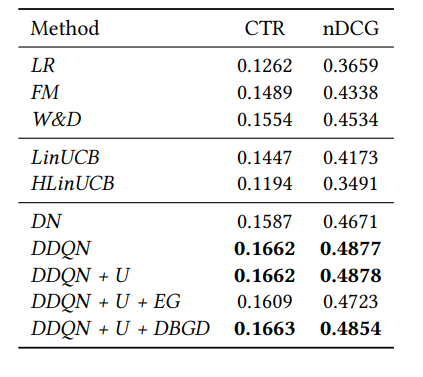 Method CTR nDCG
LR 0.1262 0.3659
FM 0.1489 0.4338
W&D 0.1554 0.4534
LinUCB 0.1447 0.4173
HLinUCB 0.1194 0.3491
DN 0.1587 0.4671
DDQN 0.1662 0.4877
DDQN + U 0.1662 0.4878
DDQN + U + EG 0.1609 0.4723
DDQN + U + DBGD 0.1663 0.4854